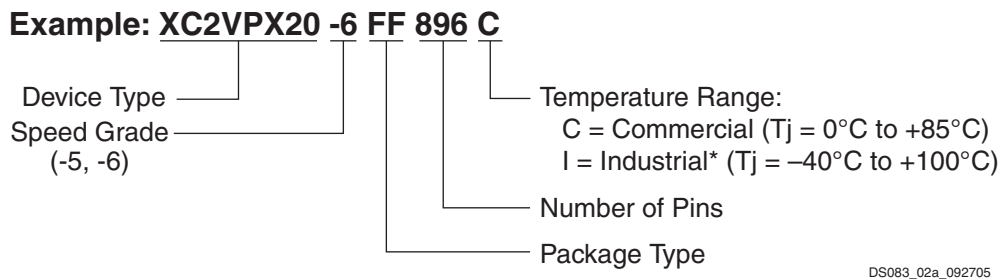 Example: XC2VPX20 -6 FF 896 C
Device Type
Speed Grade
(-5, -6)
Temperature Range:
C = Commercial (Tj = 0°C to +85°C)
I = Industrial* (Tj = –40°C to +100°C)
Number of Pins
Package Type
DS083_02a_092705